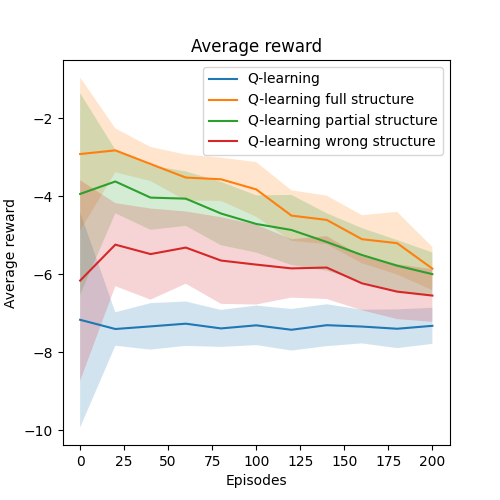 Average reward
Q-learning
Q-learning full structure
Q-learning partial structure
Q-learning wrong structure
Average reward
−2
−4
−6
−8
−10
0 25 50 75 100 125 150 175 200
Episodes